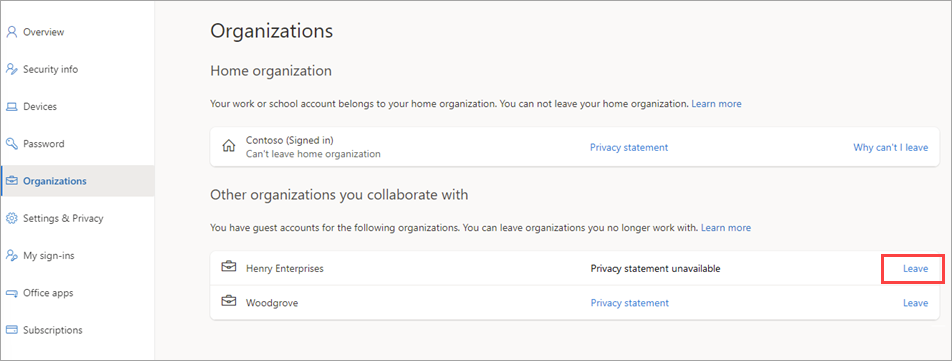 Overview
Security info
Devices
Password
Organizations
Settings & Privacy
My sign-ins
Office apps
Subscriptions
Organizations
Home organization
Your work or school account belongs to your home organization. You can not leave your home organization. Learn more
Contoso (Signed in)
Can't leave home organization
Privacy statement
Why can't I leave
Other organizations you collaborate with
You have guest accounts for the following organizations. You can leave organizations you no longer work with. Learn more
Henry Enterprises Privacy statement unavailable Leave
Woodgrove Privacy statement Leave